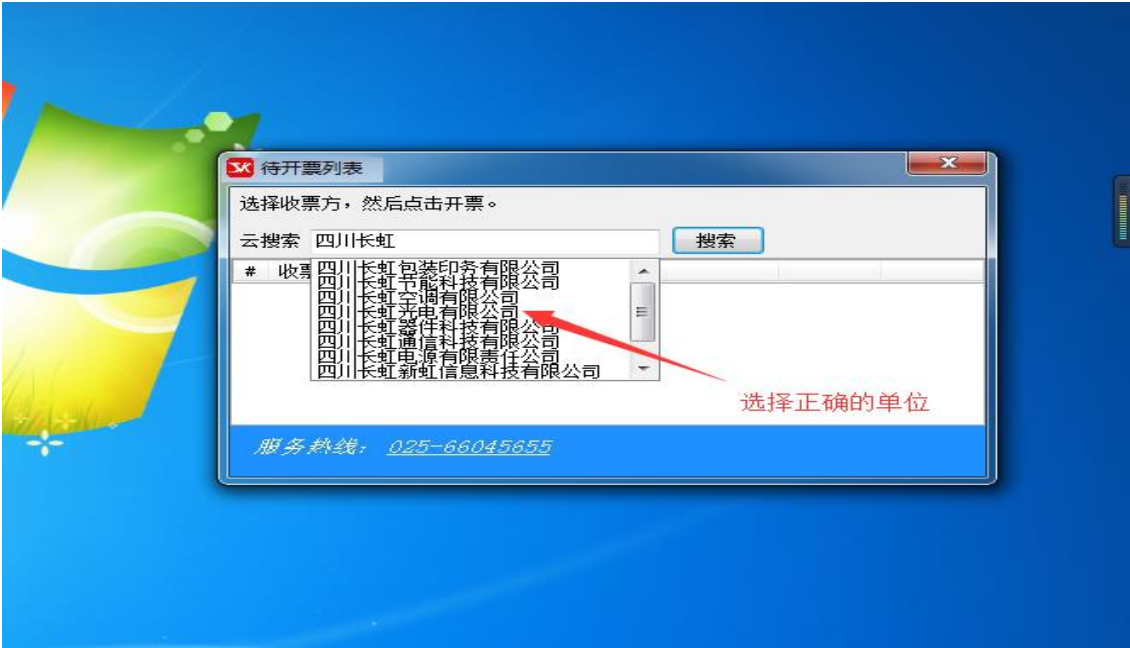 待开票列表
选择收票方，然后点击开票。
云搜索 四川长虹 搜索
# 收票
四川长虹包装印务有限公司
四川长虹节能科技有限公司
四川长虹空调有限公司
四川长虹光电有限公司
四川长虹器件科技有限公司
四川长虹通信科技有限公司
四川长虹电源有限责任公司
四川长虹新虹信息科技有限公司
选择正确的单位
服务热线： 025-66045655